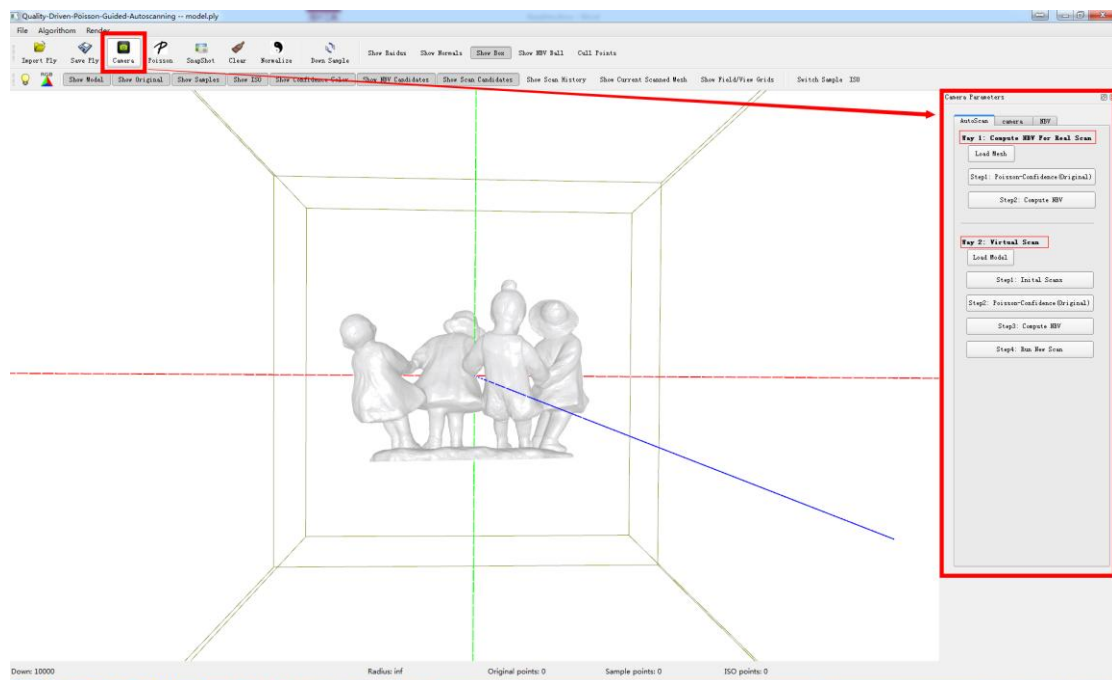 Quality-Driven-Poisson-Guided-Autoscanning -- model.ply
File Algorithom Render
Import Ply Save Ply Camera Poisson SnapShot Clear Normalize Down Sample Show Raidus Show Normals Show Box Show NBV Ball Cull Points
RGB Show Model Show Original Show Samples Show ISO Show Confidence Color Show NBV Candidates Show Scan Candidates Show Scan History Show Current Scanned Mesh Show Field/View Grids Switch Sample ISO
Camera Parameters
AutoScan camera NBV
Way 1: Compute NBV For Real Scan
Load Mesh
Step1: Poisson-Confidence(Original)
Step2: Compute NBV
Way 2: Virtual Scan
Load Model
Step1: Inital Scans
Step2: Poisson-Confidence(Original)
Step3: Compute NBV
Step4: Run New Scan
Down: 10000 Radius: inf Original points: 0 Sample points: 0 ISO points: 0